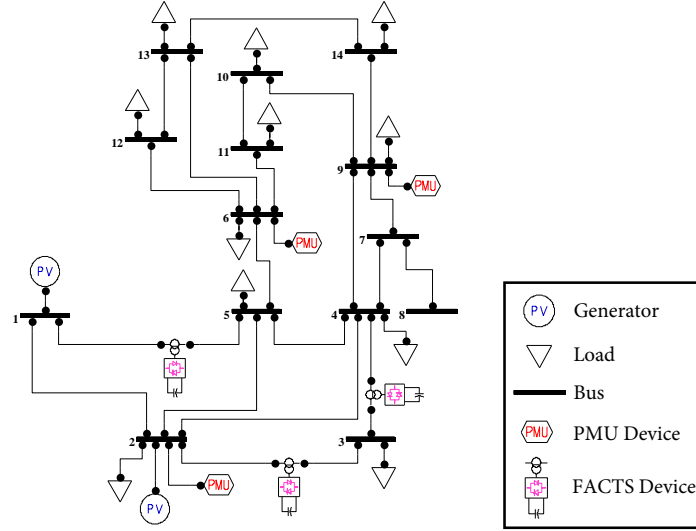 13
14
10
12
11
9
PMU
6
PMU
7
PV
1
5
4
8
PV Generator
Load
Bus
PMU PMU Device
FACTS Device
2
3
PMU
PV